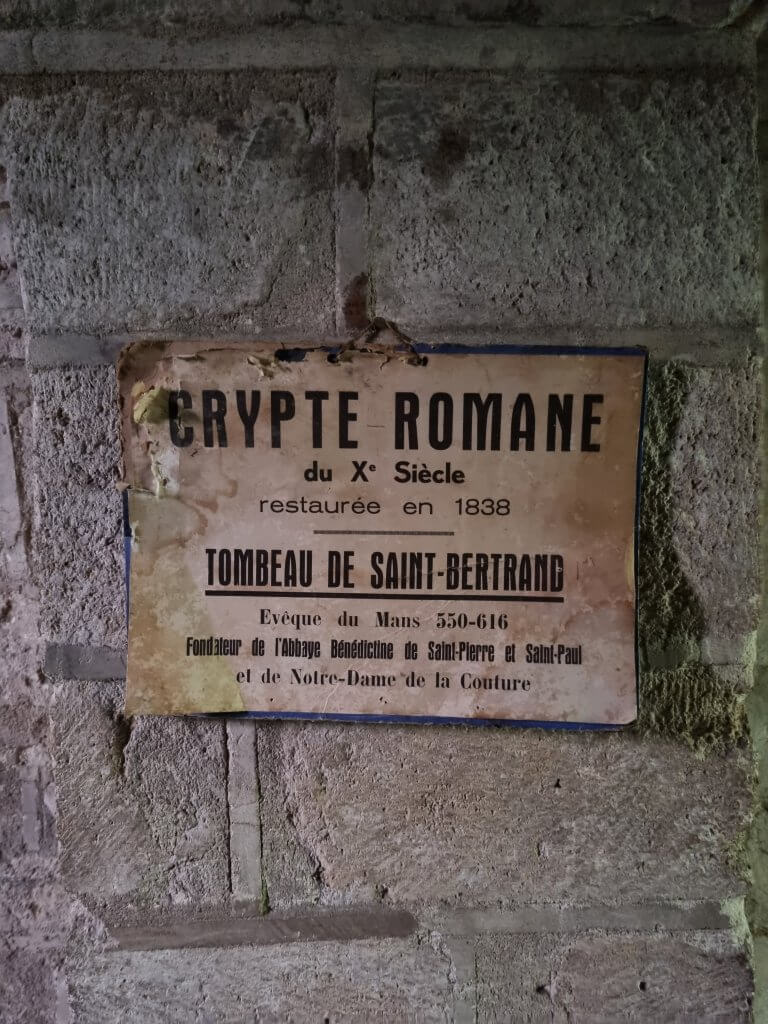 CRYPTE ROMANE
du Xe Siècle
restaurée en 1838
TOMBEAU DE SAINT-BERTRAND
Evêque du Mans 550-616
Fondateur de l'Abbaye Bénédictine de Saint-Pierre et Saint-Paul
et de Notre-Dame de la Couture